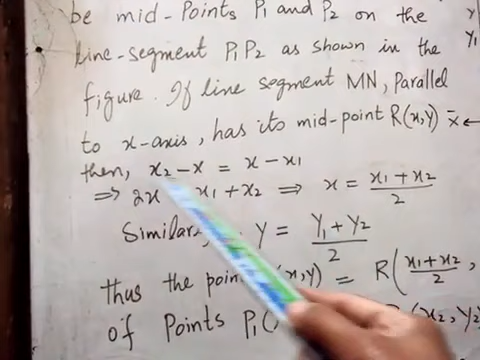 be mid-Points P₁ and P₂ on the
line-segment P₁P₂ as shown in the
figure. If line segment MN, Parallel
to x-axis, has its mid-point R(x,y)
then, x₂-x = x-x₁
⇒ 2x x₁+x₂ ⇒ x = x₁+x₂/2
Y = Y₁+Y₂/2
thus the (x,y) = R(x₁+x₂/2,
of Points P₁( (x₂,Y₂